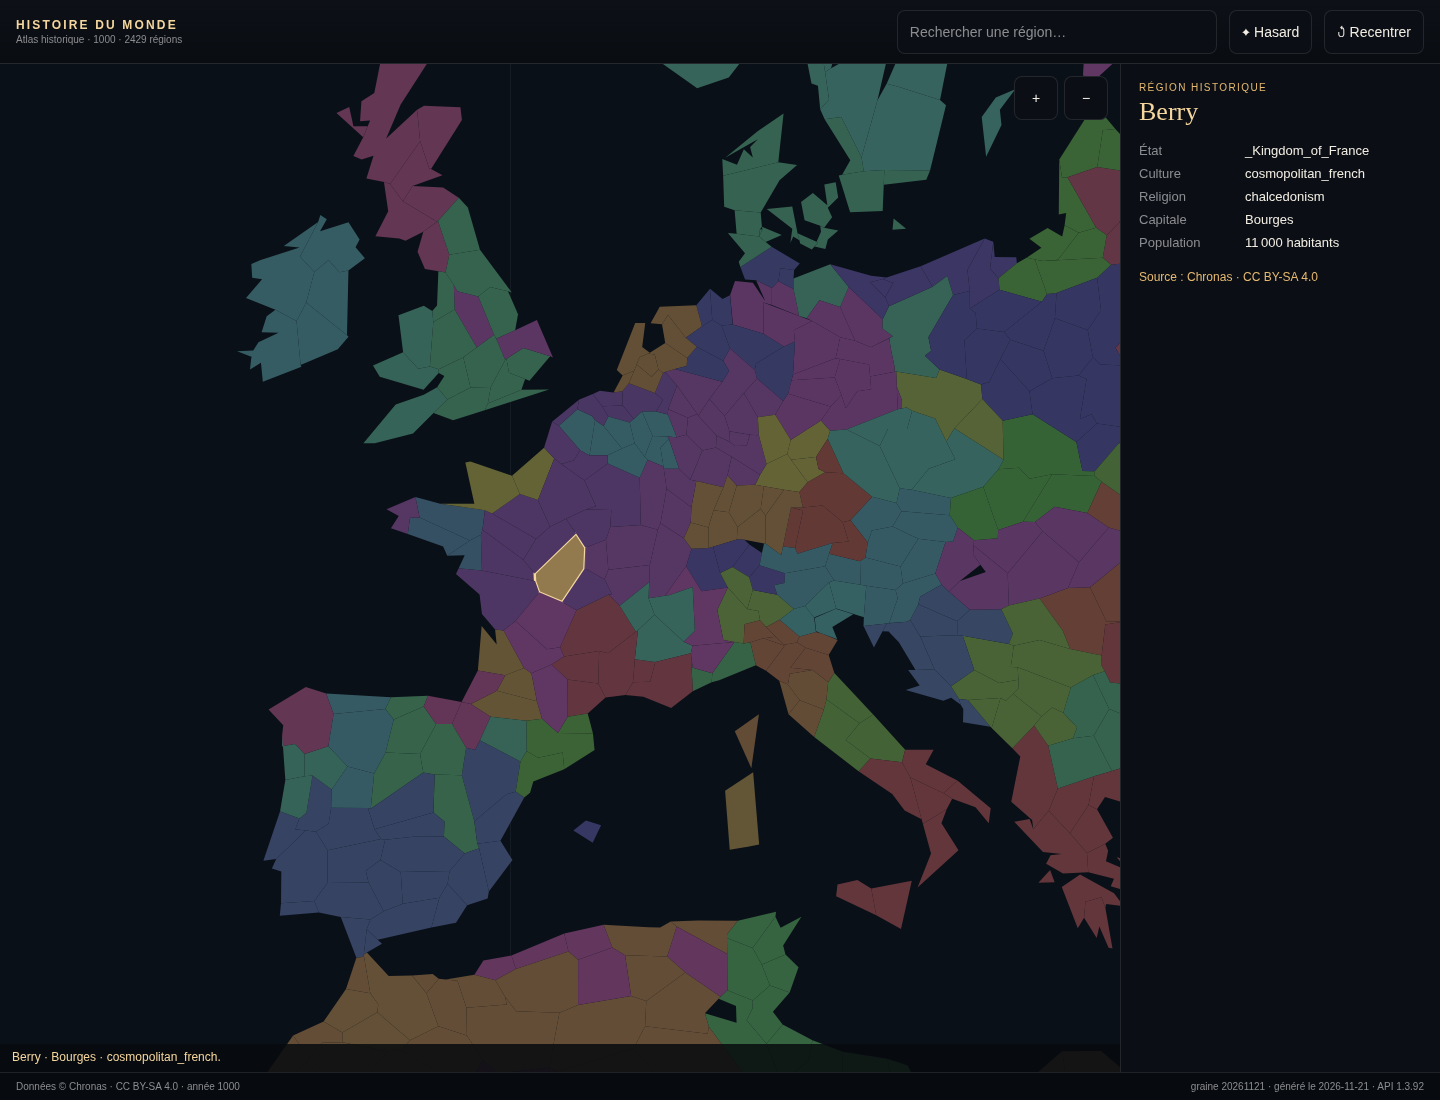 HISTOIRE DU MONDE
Atlas historique · 1000 · 2429 régions
Rechercher une région…
✦ Hasard
Recentrer
+
−
RÉGION HISTORIQUE
Berry
État _Kingdom_of_France
Culture cosmopolitan_french
Religion chalcedonism
Capitale Bourges
Population 11 000 habitants
Source : Chronas · CC BY-SA 4.0
Berry · Bourges · cosmopolitan_french.
Données © Chronas · CC BY-SA 4.0 · année 1000
graine 20261121 · généré le 2026-11-21 · API 1.3.92